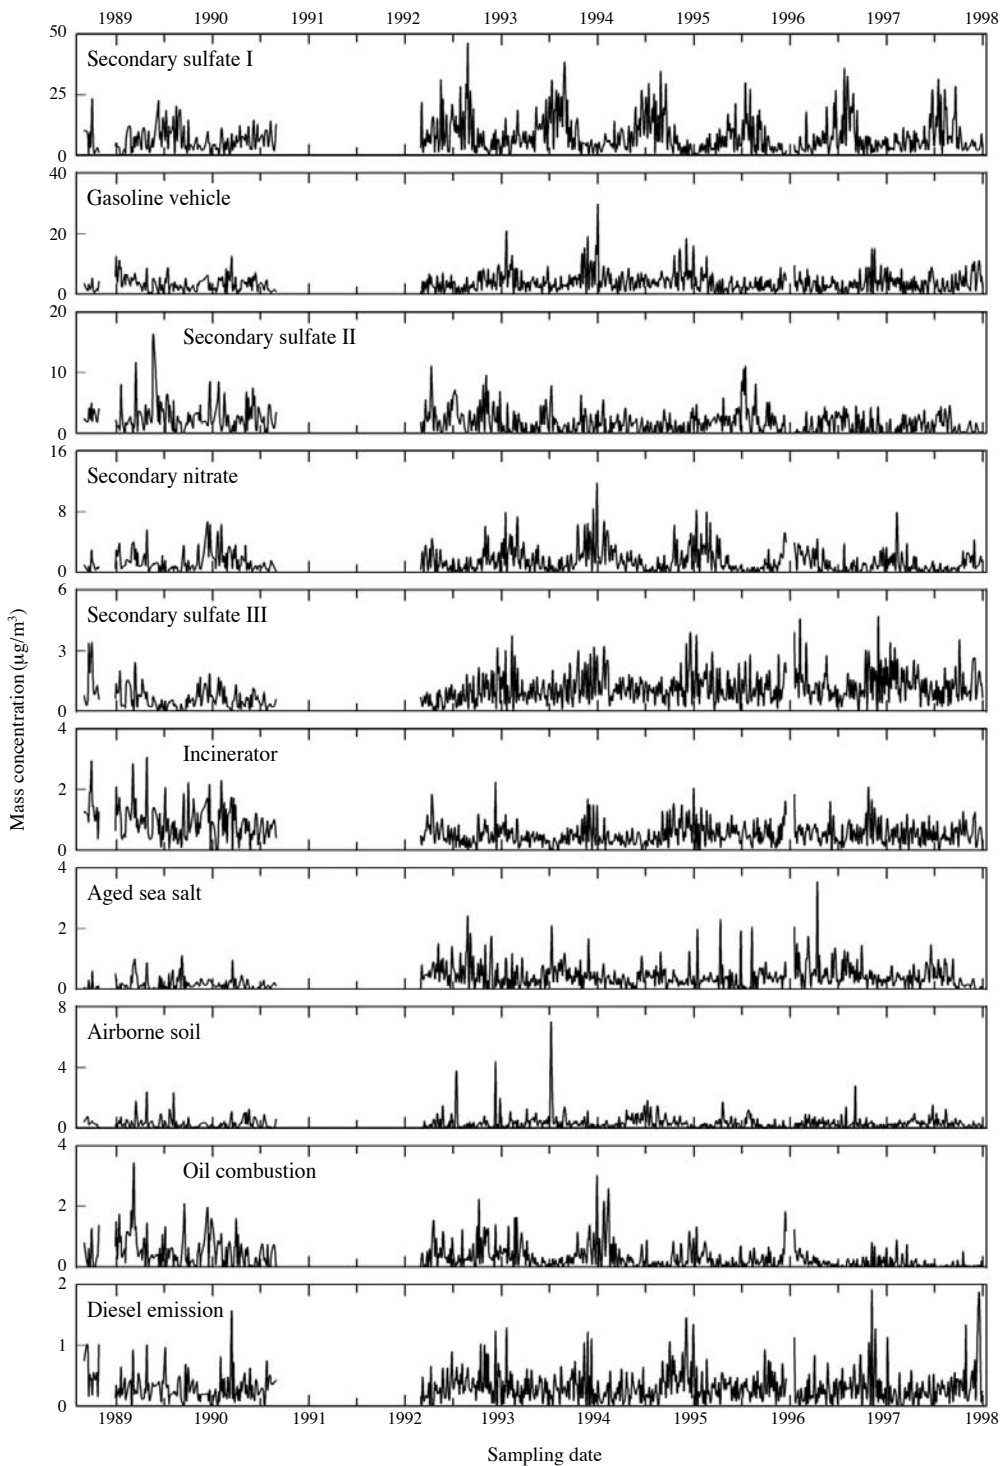 1989 1990 1991 1992 1993 1994 1995 1996 1997 1998
50
Secondary sulfate I
25
0
40
Gasoline vehicle
20
0
20
Secondary sulfate II
10
0
16
Secondary nitrate
8
0
6
Secondary sulfate III
3
0
4
Incinerator
2
0
4
Aged sea salt
2
0
8
Airborne soil
4
0
4
Oil combustion
2
0
2
Diesel emission
1
0
1989 1990 1991 1992 1993 1994 1995 1996 1997 1998
Mass concentration (μg/m³)
Sampling date